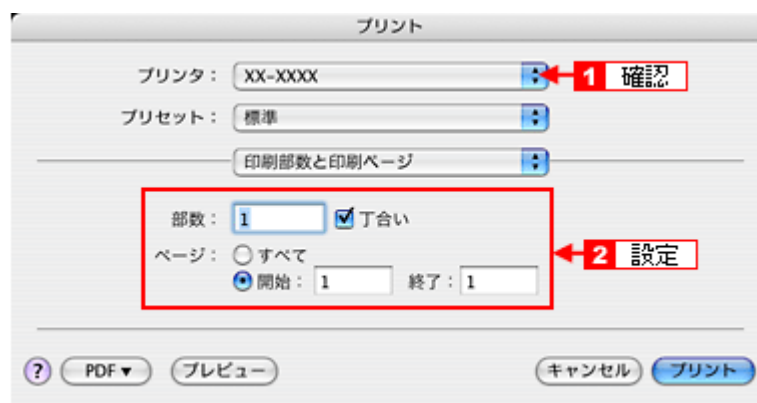 プリント
プリンタ： XX-XXXX 1 確認
プリセット： 標準
印刷部数と印刷ページ
部数： 1 丁合い
ページ： すべて
開始： 1 終了： 1
2 設定
? PDF▼ プレビュー キャンセル プリント